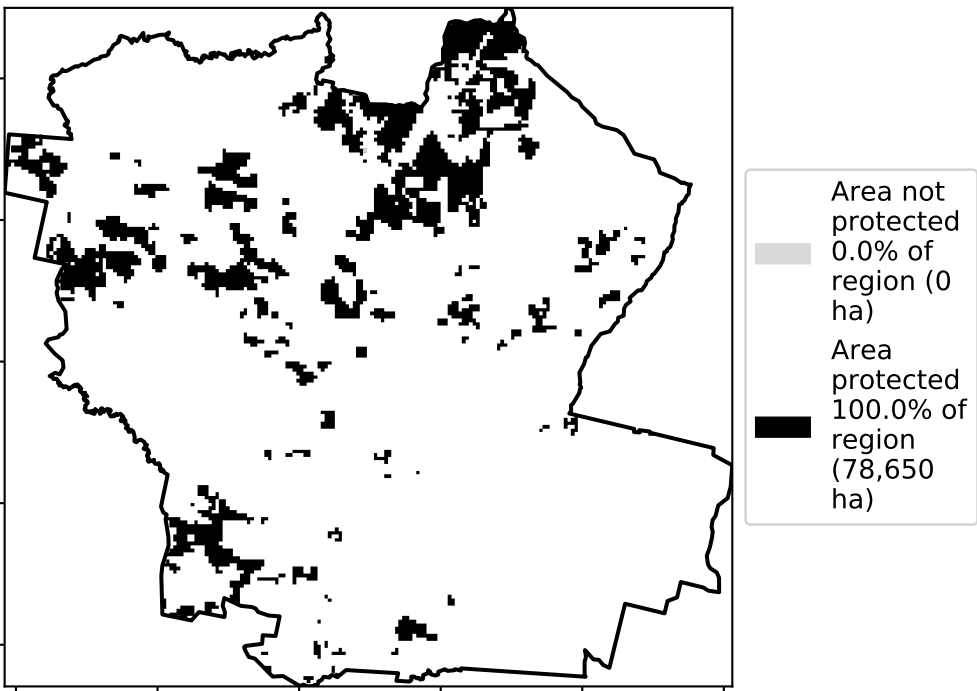 Area not
protected
0.0% of
region (0
ha)
Area
protected
100.0% of
region
(78,650
ha)